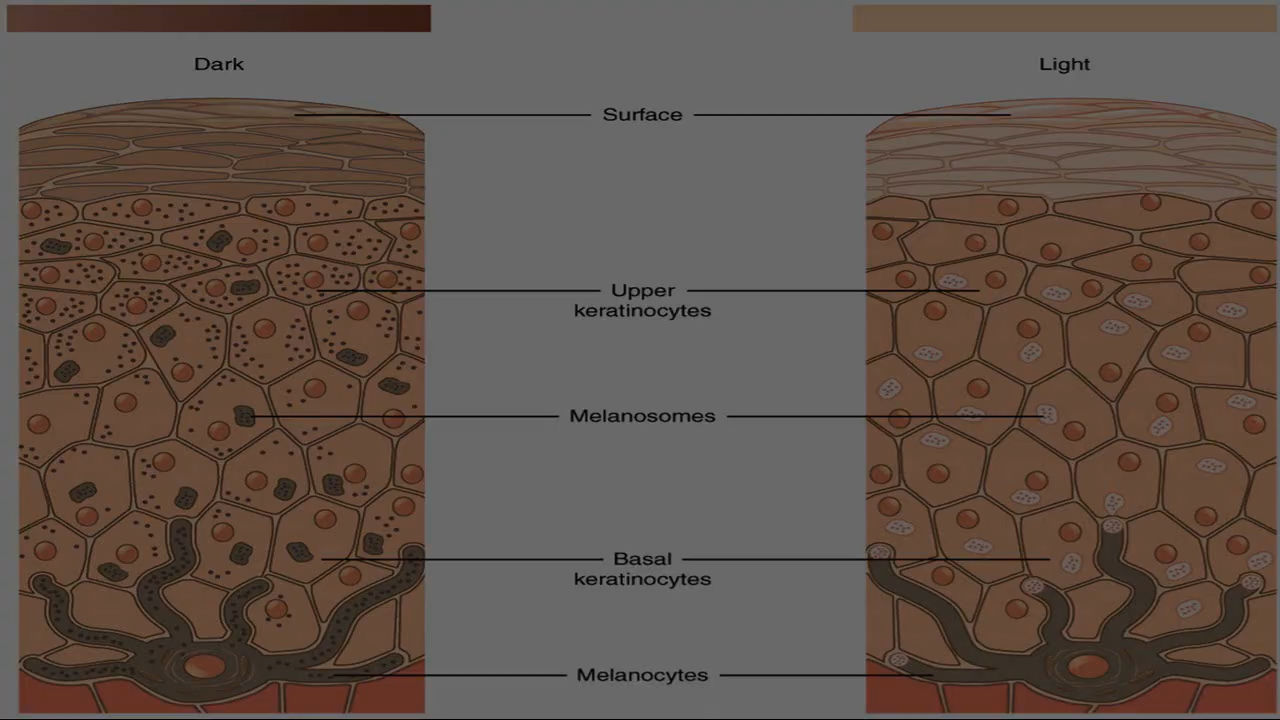 Dark
Light
Surface
Upper
keratinocytes
Melanosomes
Basal
keratinocytes
Melanocytes